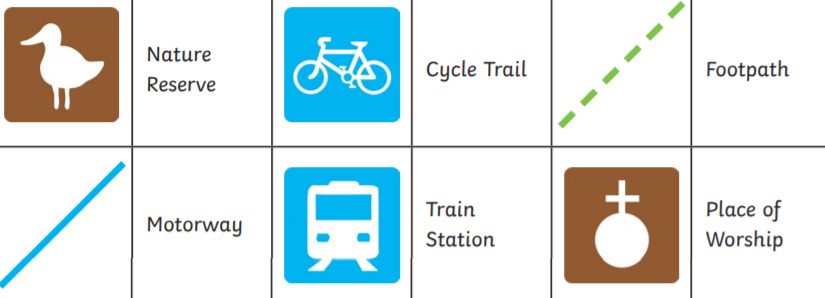 Nature
Reserve
Cycle Trail
Footpath
Motorway
Train
Station
Place of
Worship